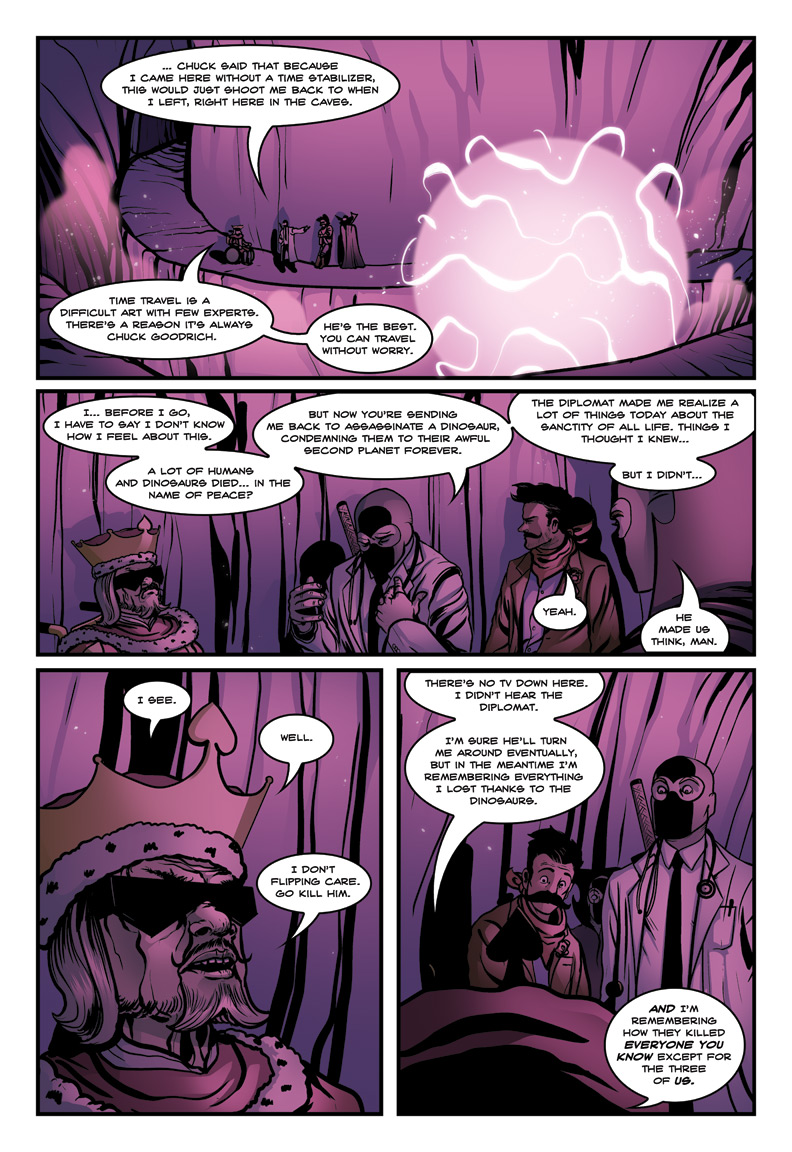 ... CHUCK SAID THAT BECAUSE
I CAME HERE WITHOUT A TIME STABILIZER,
THIS WOULD JUST SHOOT ME BACK TO WHEN
I LEFT, RIGHT HERE IN THE CAVES.
TIME TRAVEL IS A
DIFFICULT ART WITH FEW EXPERTS.
THERE'S A REASON IT'S ALWAYS
CHUCK GOODRICH.
HE'S THE BEST.
YOU CAN TRAVEL
WITHOUT WORRY.
I... BEFORE I GO,
I HAVE TO SAY I DON'T KNOW
HOW I FEEL ABOUT THIS.
A LOT OF HUMANS
AND DINOSAURS DIED... IN THE
NAME OF PEACE?
BUT NOW YOU'RE SENDING
ME BACK TO ASSASSINATE A DINOSAUR,
CONDEMNING THEM TO THEIR AWFUL
SECOND PLANET FOREVER.
THE DIPLOMAT MADE ME REALIZE A
LOT OF THINGS TODAY ABOUT THE
SANCTITY OF ALL LIFE. THINGS I
THOUGHT I KNEW...
BUT I DIDN'T...
YEAH.
HE
MADE US
THINK, MAN.
I SEE.
WELL.
I DON'T
FLIPPING CARE.
GO KILL HIM.
THERE'S NO TV DOWN HERE.
I DIDN'T HEAR THE
DIPLOMAT.
I'M SURE HE'LL TURN
ME AROUND EVENTUALLY,
BUT IN THE MEANTIME I'M
REMEMBERING EVERYTHING
I LOST THANKS TO THE
DINOSAURS.
AND I'M
REMEMBERING
HOW THEY KILLED
EVERYONE YOU
KNOW EXCEPT FOR
THE THREE
OF US.